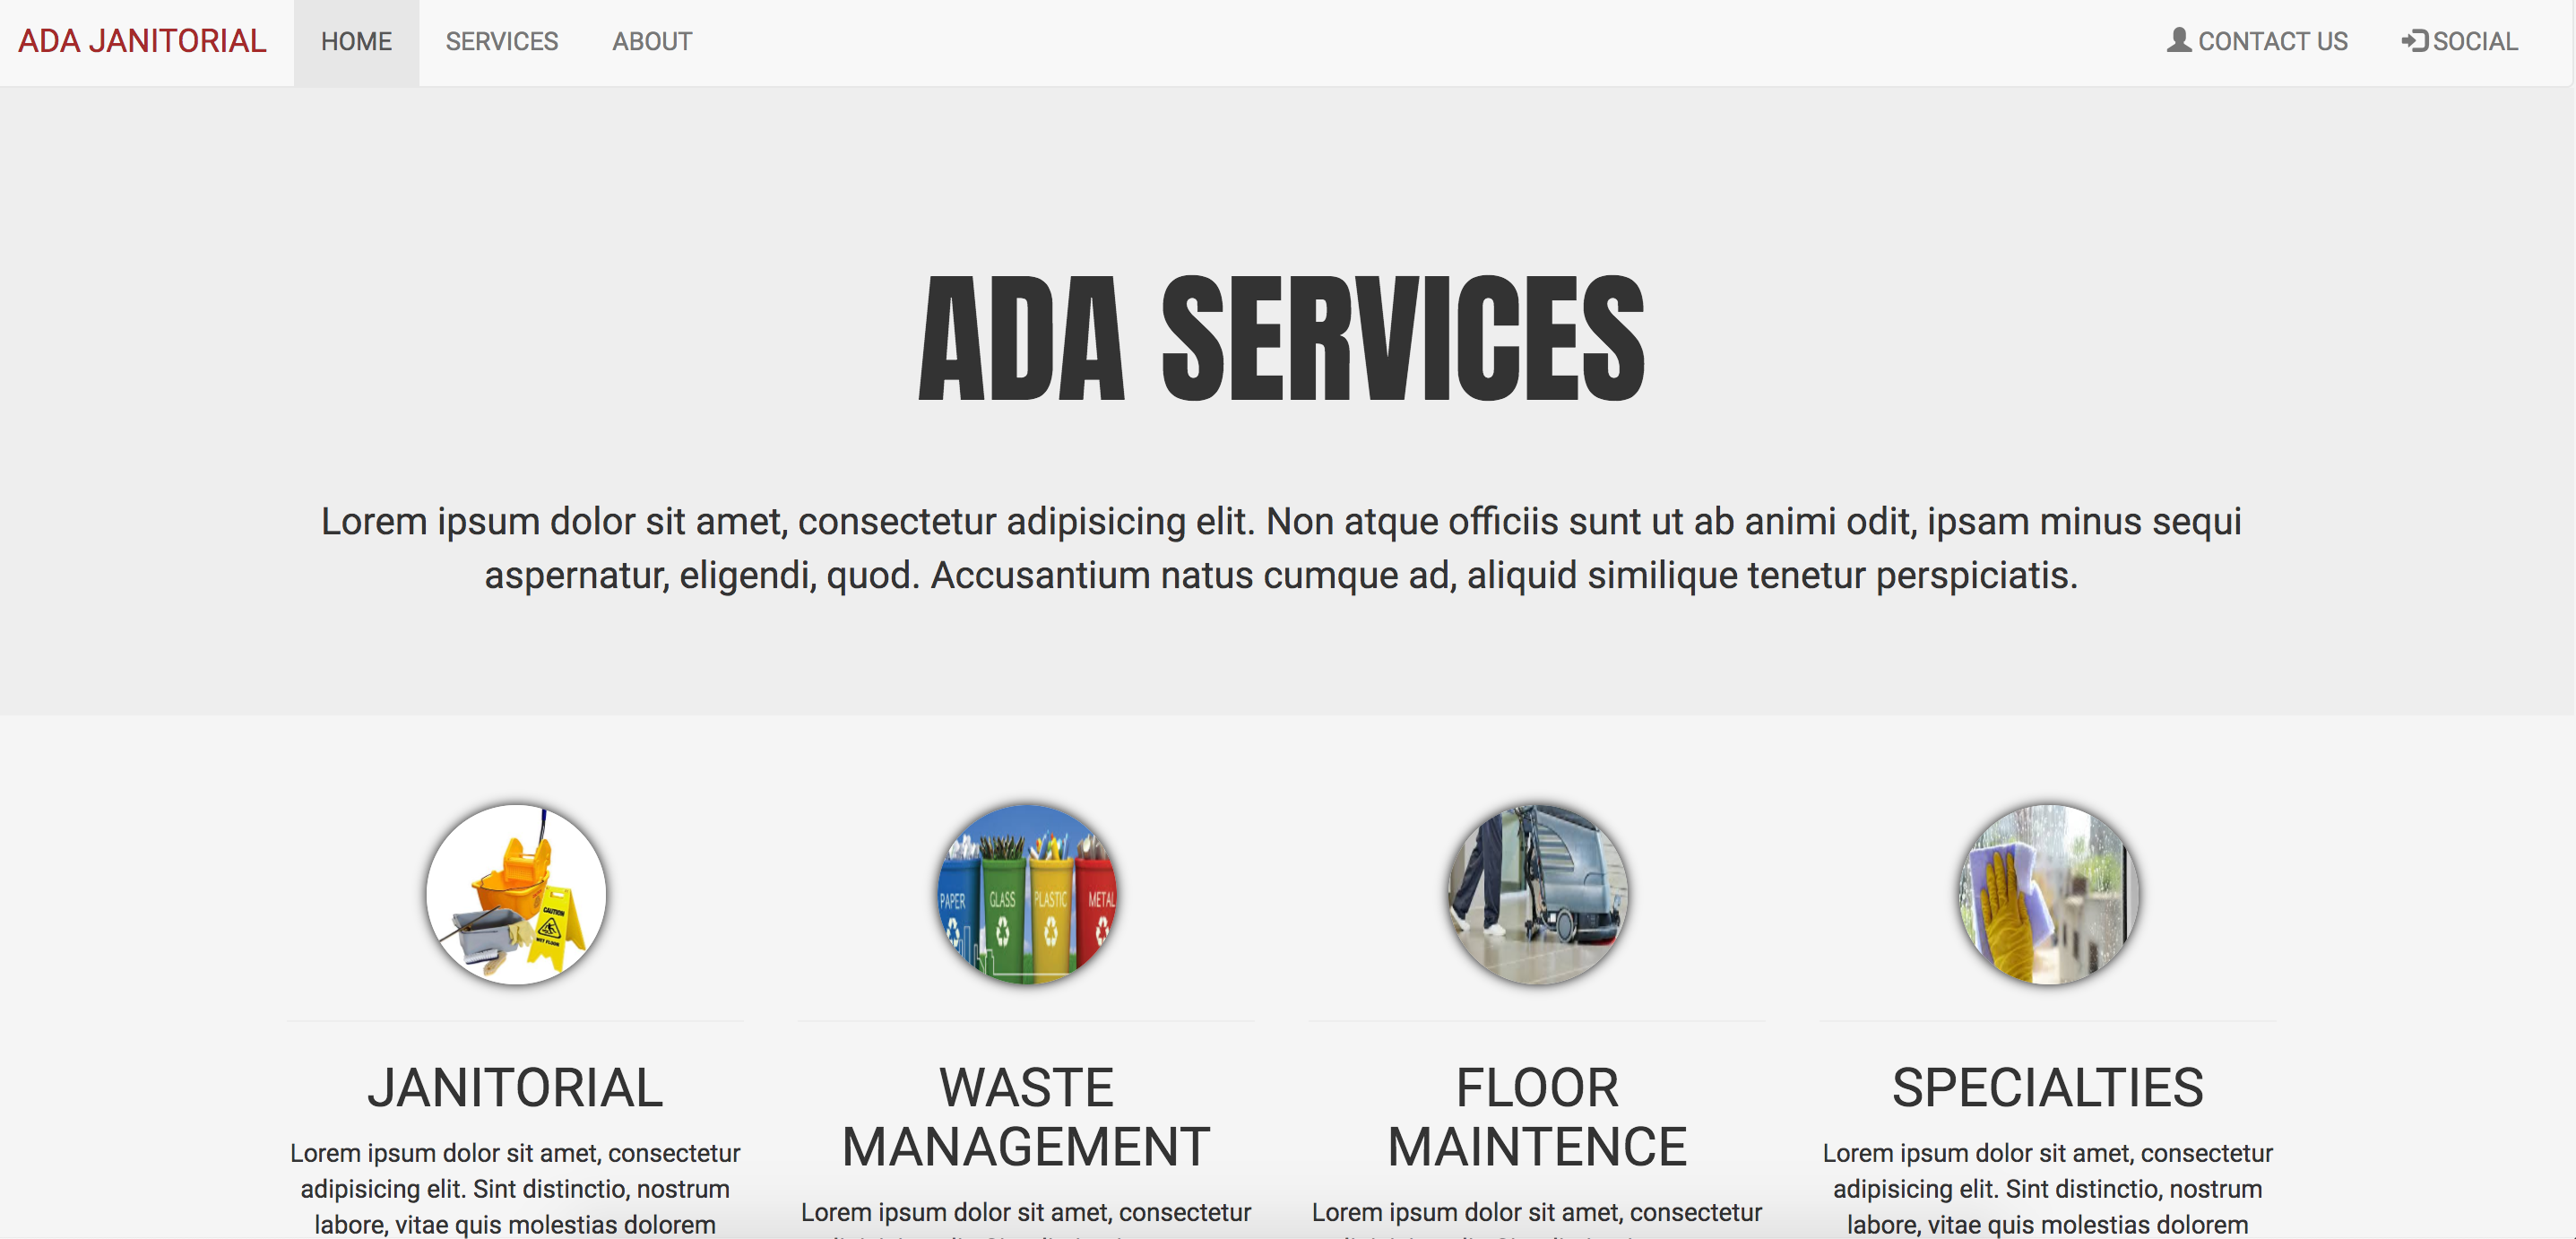 ADA JANITORIAL HOME SERVICES ABOUT CONTACT US SOCIAL
ADA SERVICES
Lorem ipsum dolor sit amet, consectetur adipisicing elit. Non atque officiis sunt ut ab animi odit, ipsam minus sequi
aspernatur, eligendi, quod. Accusantium natus cumque ad, aliquid similique tenetur perspiciatis.
CAUTION
WET FLOOR
PAPER GLASS PLASTIC METAL
JANITORIAL
Lorem ipsum dolor sit amet, consectetur
adipisicing elit. Sint distinctio, nostrum
labore, vitae quis molestias dolorem
WASTE
MANAGEMENT
Lorem ipsum dolor sit amet, consectetur
FLOOR
MAINTENCE
Lorem ipsum dolor sit amet, consectetur
SPECIALTIES
Lorem ipsum dolor sit amet, consectetur
adipisicing elit. Sint distinctio, nostrum
labore, vitae quis molestias dolorem